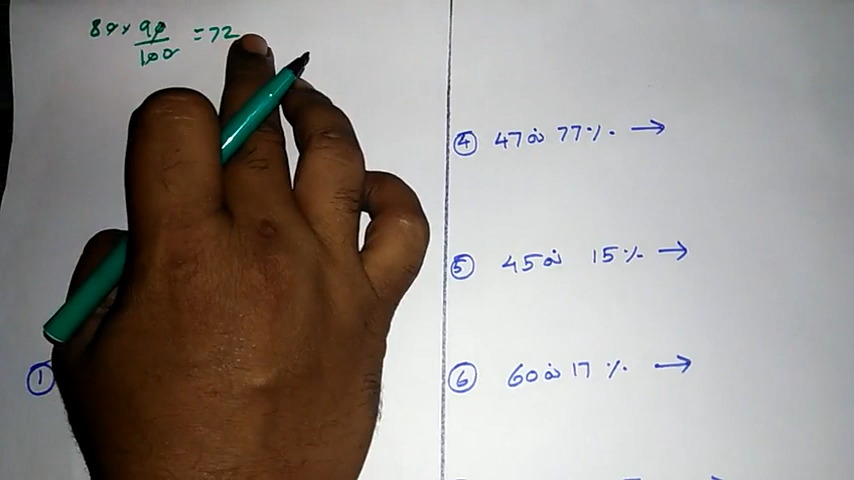 80 × 90/100 = 72
④ 47ல் 77% →
⑤ 45ல் 15% →
⑥ 60ல் 17% →
①